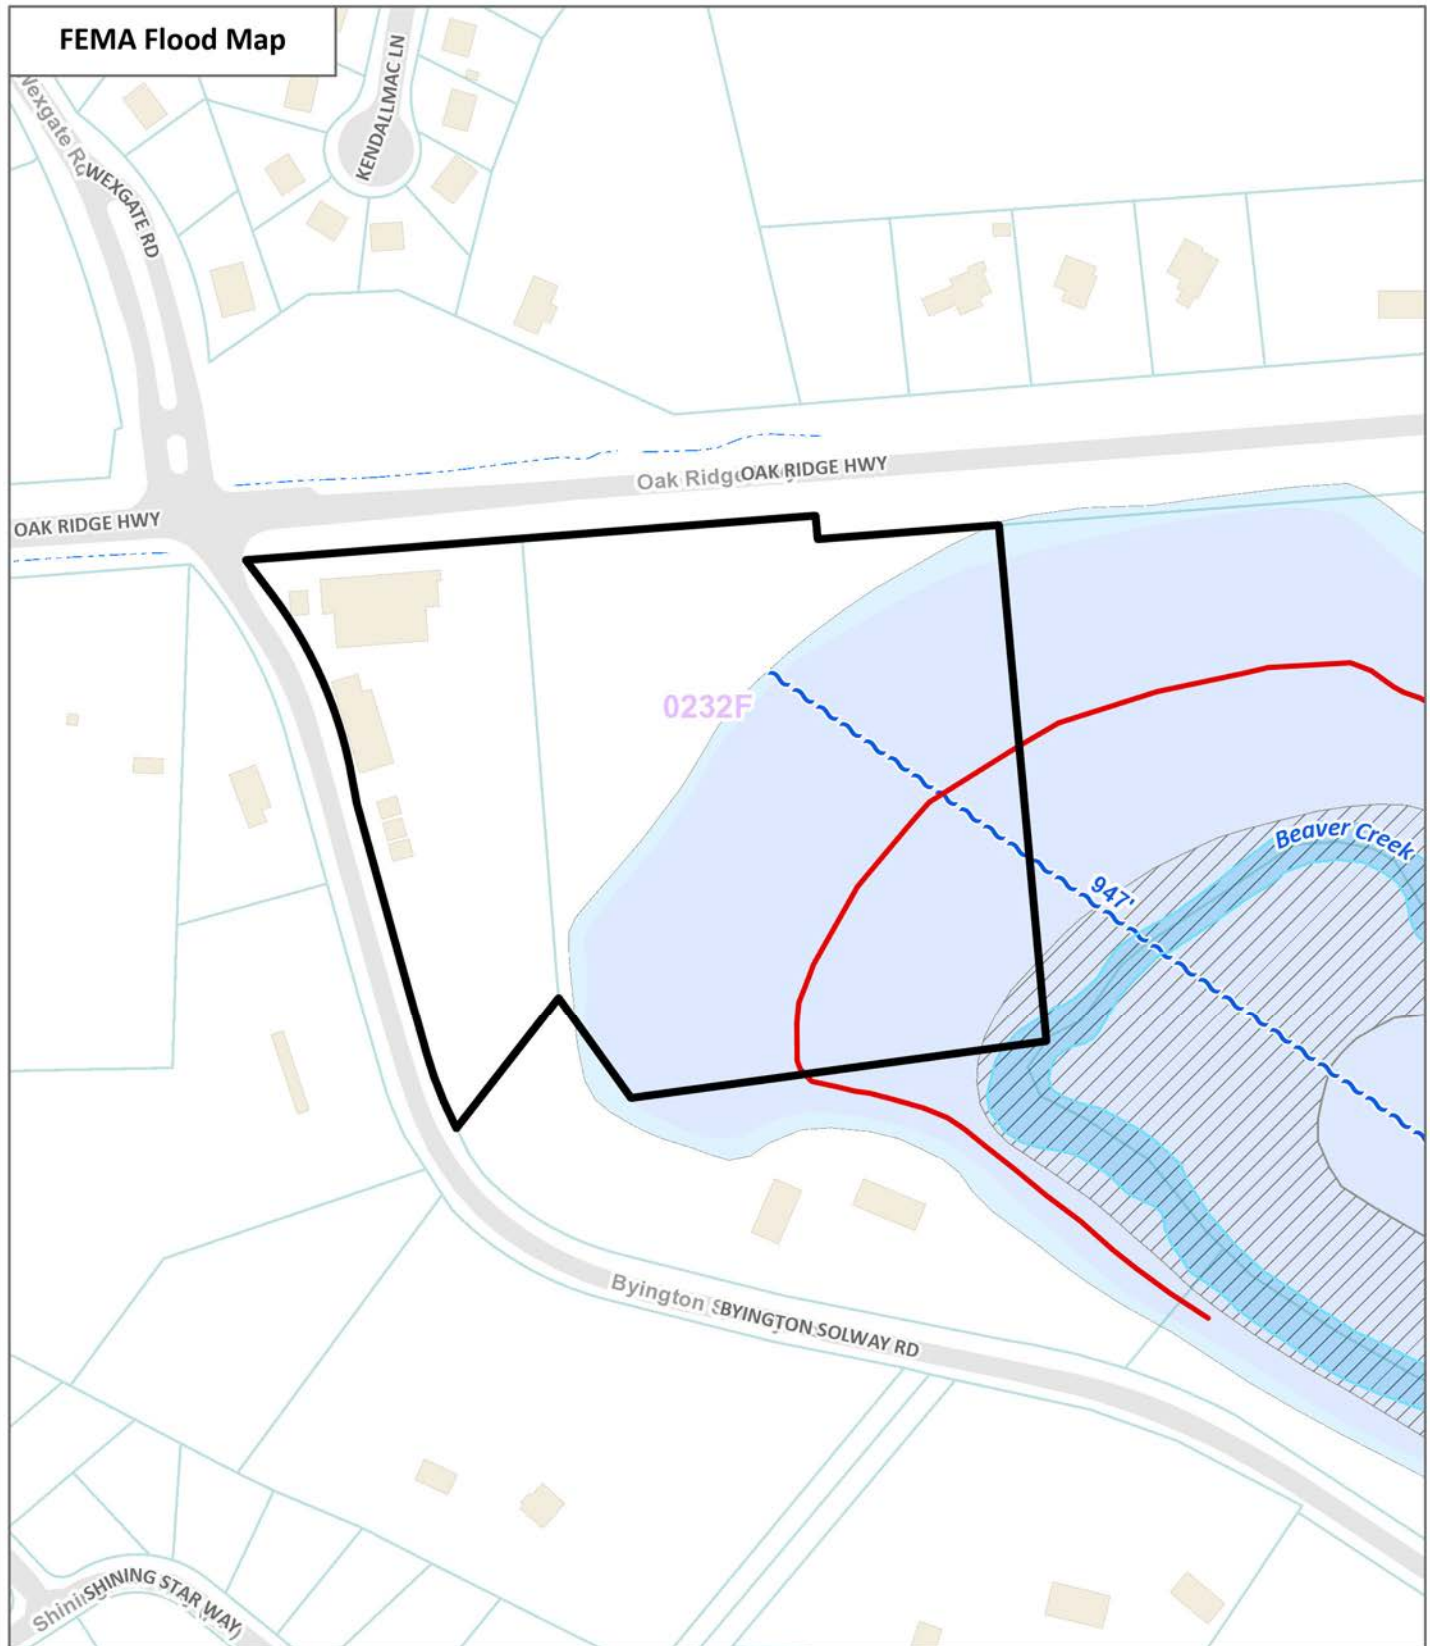 FEMA Flood Map
KENDALLMAC LN
Wexgate Rd
WEXGATE RD
Oak Ridge
OAK RIDGE HWY
OAK RIDGE HWY
0232F
Beaver Creek
947'
Byington
BYINGTON SOLWAY RD
SHINING STAR WAY